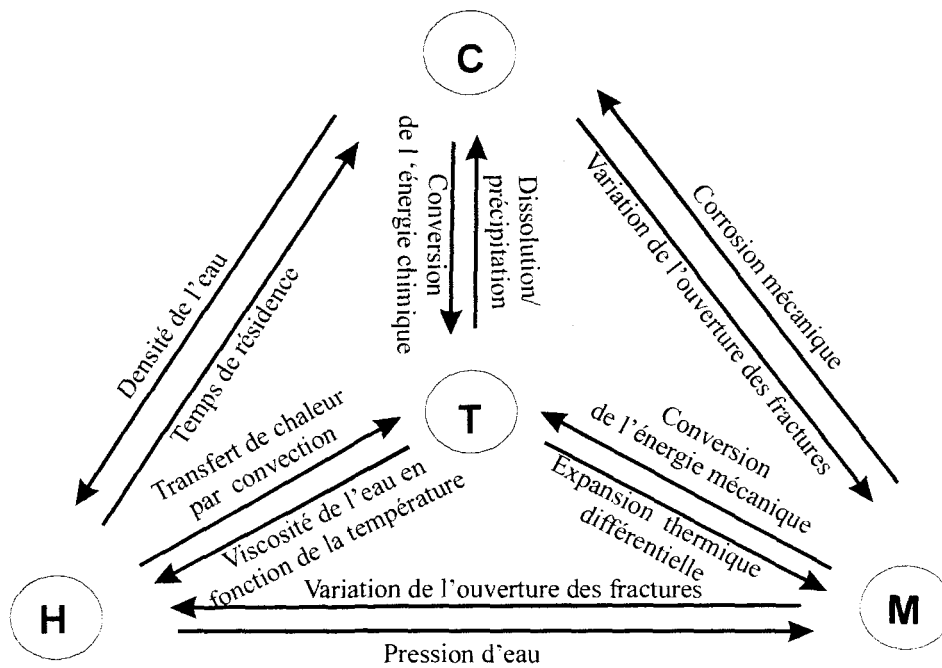 C
Densité de l'eau
Temps de résidence
Conversion
de l'énergie chimique
Dissolution/
précipitation
Variation de l'ouverture des fractures
Corrosion mécanique
T
Transfert de chaleur
par convection
Viscosité de l'eau en
fonction de la température
Conversion
de l'énergie mécanique
Expansion thermique
différentielle
H
Variation de l'ouverture des fractures
Pression d'eau
M